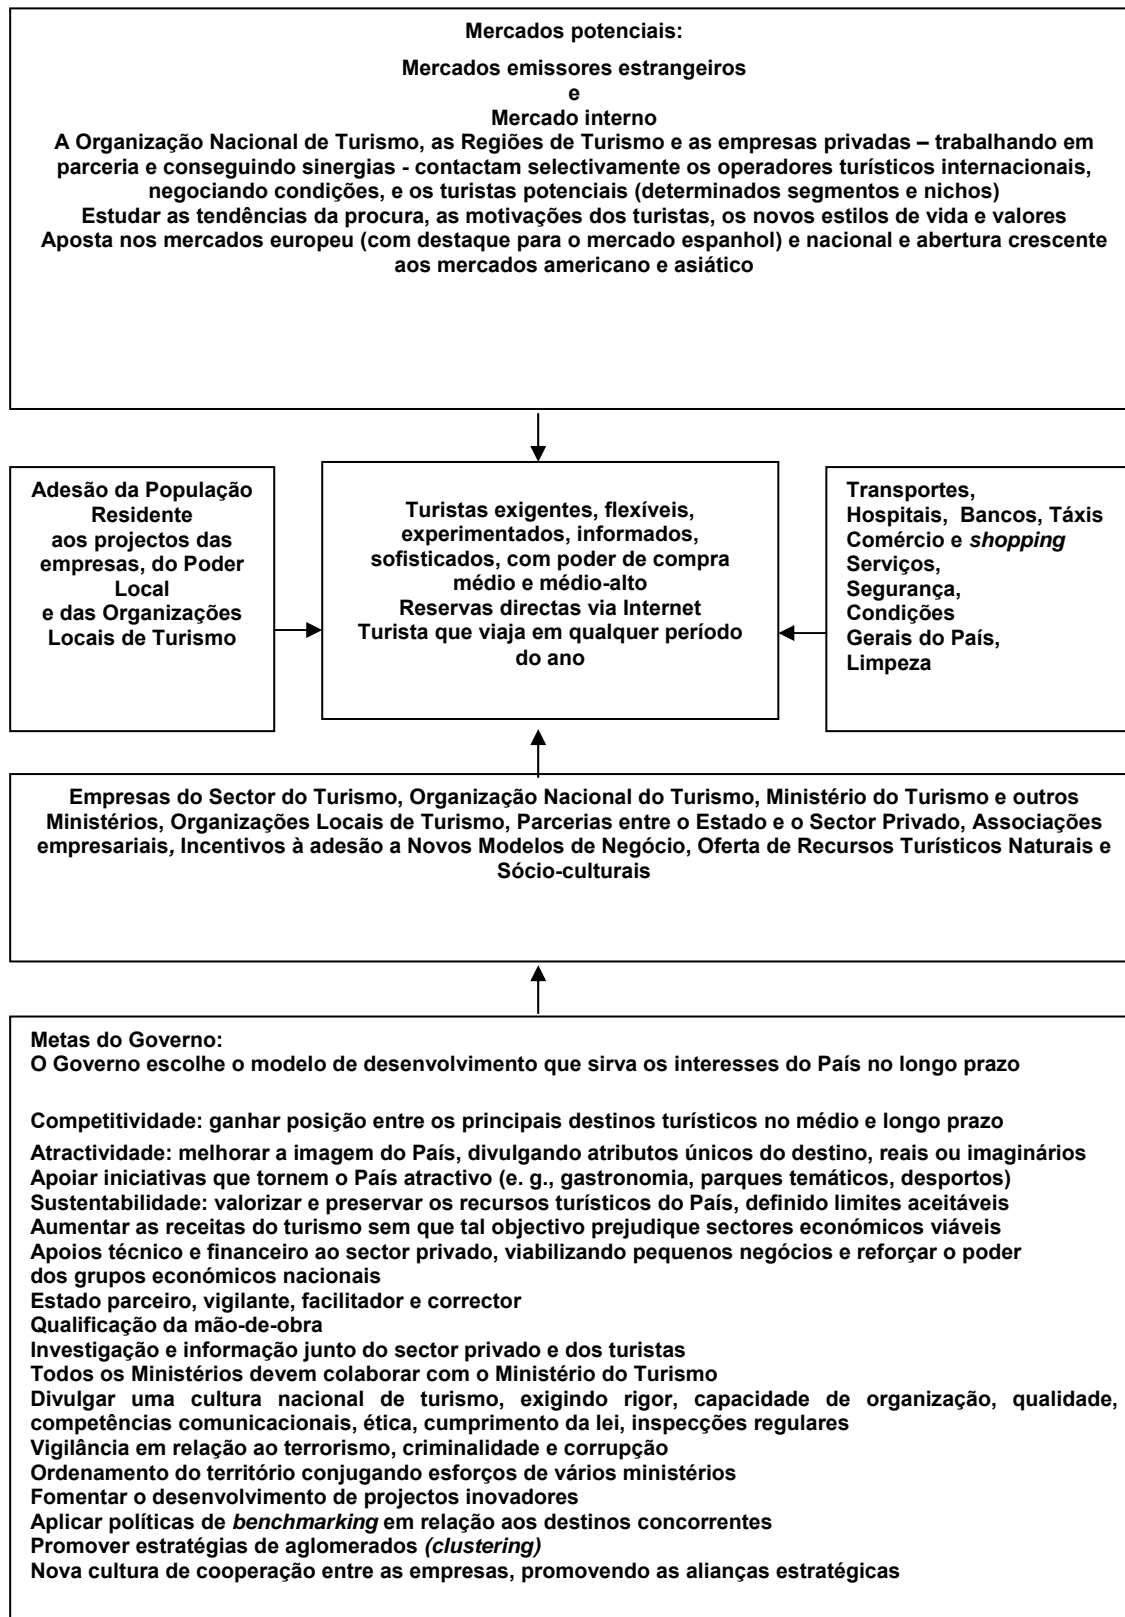 Mercados potenciais:
Mercados emissores estrangeiros
e
Mercado interno
A Organização Nacional de Turismo, as Regiões de Turismo e as empresas privadas – trabalhando em
parceria e conseguindo sinergias - contactam selectivamente os operadores turísticos internacionais,
negociando condições, e os turistas potenciais (determinados segmentos e nichos)
Estudar as tendências da procura, as motivações dos turistas, os novos estilos de vida e valores
Aposta nos mercados europeu (com destaque para o mercado espanhol) e nacional e abertura crescente
aos mercados americano e asiático
Adesão da População
Residente
aos projectos das
empresas, do Poder
Local
e das Organizações
Locais de Turismo
Turistas exigentes, flexíveis,
experimentados, informados,
sofisticados, com poder de compra
médio e médio-alto
Reservas directas via Internet
Turista que viaja em qualquer período
do ano
Transportes,
Hospitais, Bancos, Táxis
Comércio e shopping
Serviços,
Segurança,
Condições
Gerais do País,
Limpeza
Empresas do Sector do Turismo, Organização Nacional do Turismo, Ministério do Turismo e outros
Ministérios, Organizações Locais de Turismo, Parcerias entre o Estado e o Sector Privado, Associações
empresariais, Incentivos à adesão a Novos Modelos de Negócio, Oferta de Recursos Turísticos Naturais e
Sócio-culturais
Metas do Governo:
O Governo escolhe o modelo de desenvolvimento que sirva os interesses do País no longo prazo
Competitividade: ganhar posição entre os principais destinos turísticos no médio e longo prazo
Atractividade: melhorar a imagem do País, divulgando atributos únicos do destino, reais ou imaginários
Apoiar iniciativas que tornem o País atractivo (e. g., gastronomia, parques temáticos, desportos)
Sustentabilidade: valorizar e preservar os recursos turísticos do País, definido limites aceitáveis
Aumentar as receitas do turismo sem que tal objectivo prejudique sectores económicos viáveis
Apoios técnico e financeiro ao sector privado, viabilizando pequenos negócios e reforçar o poder
dos grupos económicos nacionais
Estado parceiro, vigilante, facilitador e corrector
Qualificação da mão-de-obra
Investigação e informação junto do sector privado e dos turistas
Todos os Ministérios devem colaborar com o Ministério do Turismo
Divulgar uma cultura nacional de turismo, exigindo rigor, capacidade de organização, qualidade,
competências comunicacionais, ética, cumprimento da lei, inspecções regulares
Vigilância em relação ao terrorismo, criminalidade e corrupção
Ordenamento do território conjugando esforços de vários ministérios
Fomentar o desenvolvimento de projectos inovadores
Aplicar políticas de benchmarking em relação aos destinos concorrentes
Promover estratégias de aglomerados (clustering)
Nova cultura de cooperação entre as empresas, promovendo as alianças estratégicas